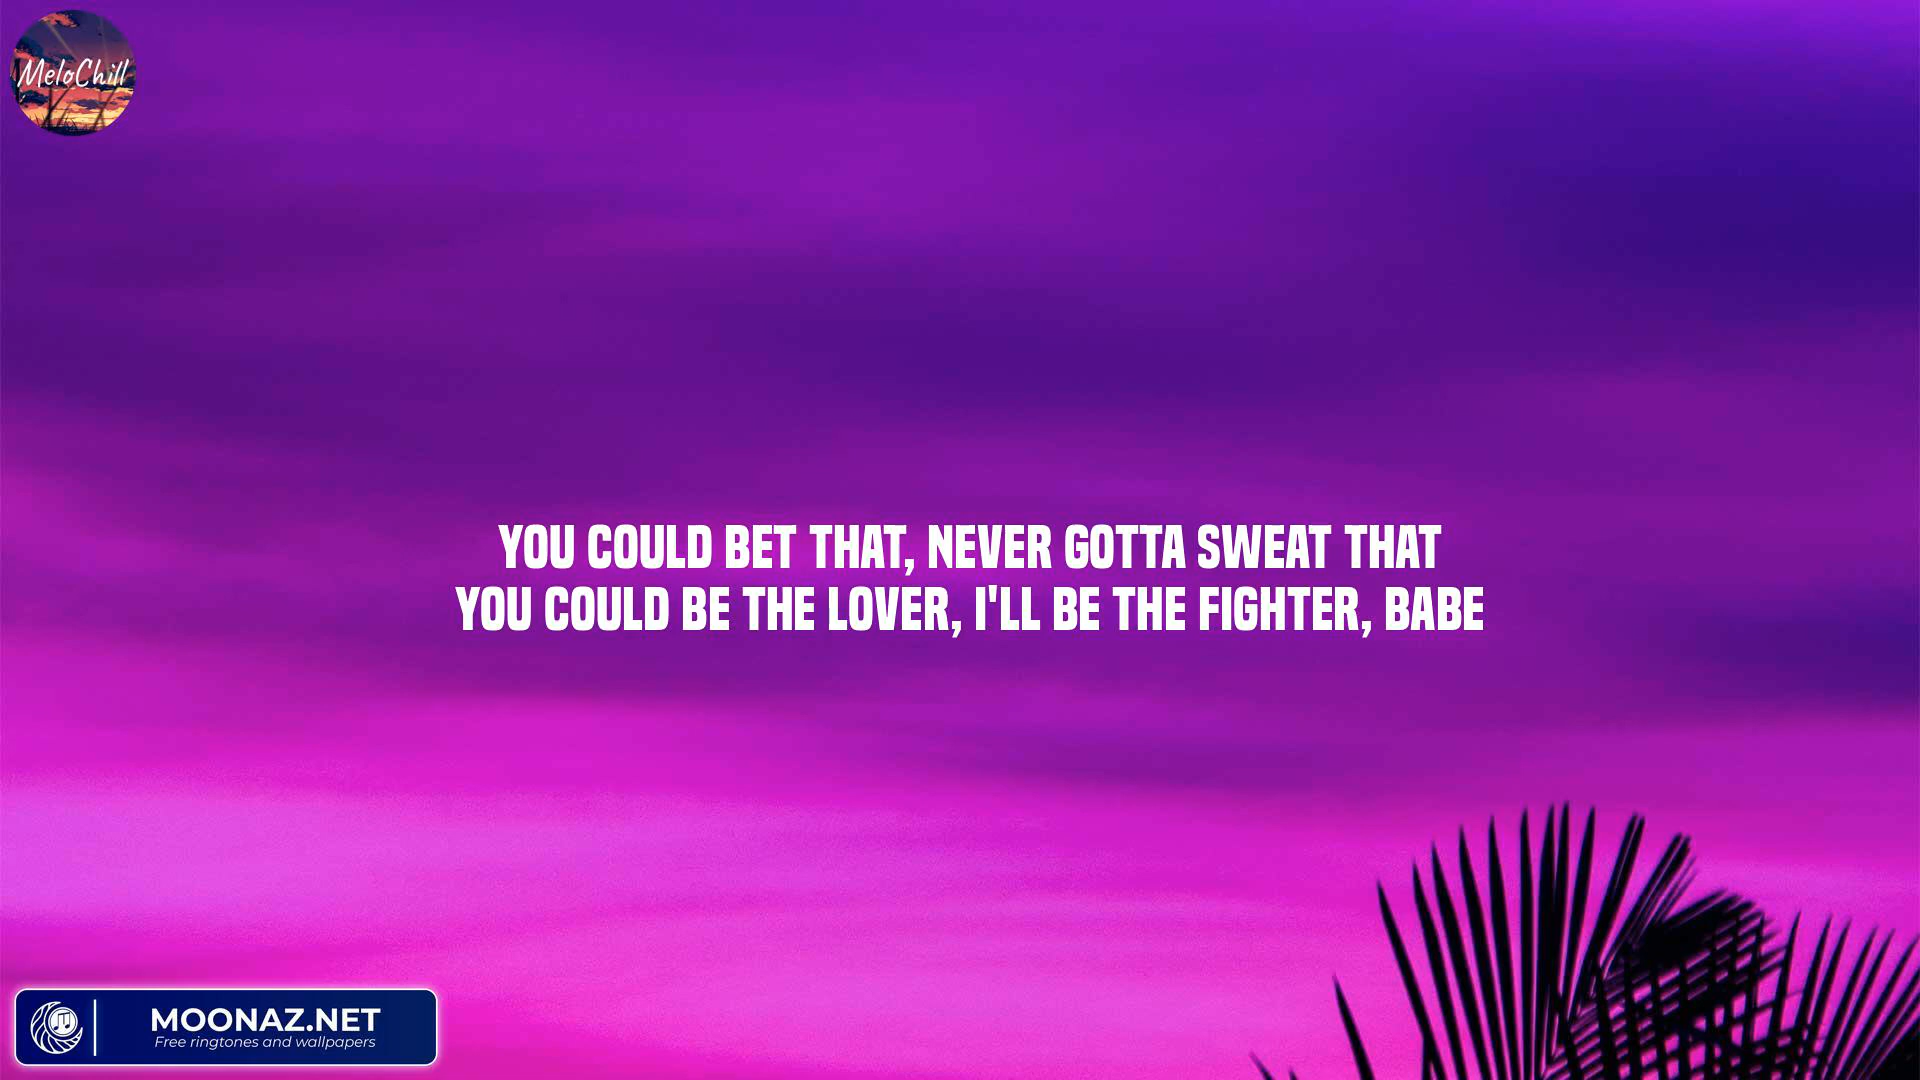 MeloChill
YOU COULD BET THAT, NEVER GOTTA SWEAT THAT
YOU COULD BE THE LOVER, I'LL BE THE FIGHTER, BABE
MOONAZ.NET
Free ringtones and wallpapers